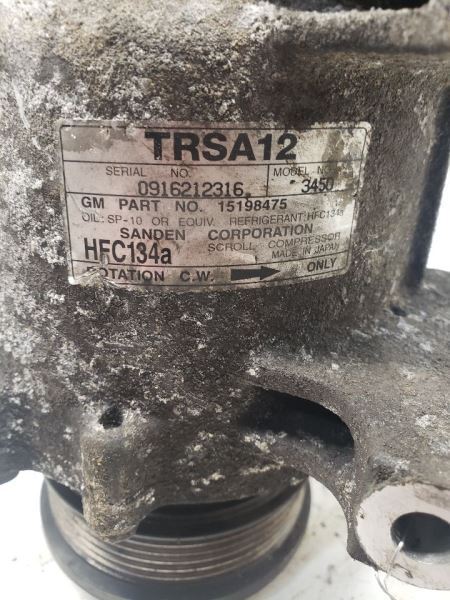 TRSA12
SERIAL NO. MODEL NO.
0916212316 3450
GM PART NO. 15198475
OIL: SP-10 OR EQUIV. REFRIGERANT: HFC134a
SANDEN CORPORATION
HFC134a SCROLL COMPRESSOR
MADE IN JAPAN
ROTATION C.W. ONLY